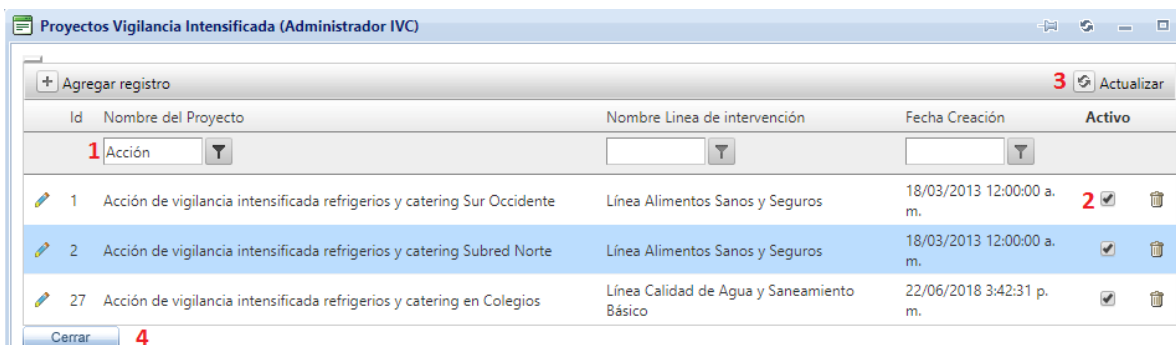 Proyectos Vigilancia Intensificada (Administrador IVC)
+ Agregar registro 3 Actualizar
Id Nombre del Proyecto Nombre Linea de intervención Fecha Creación Activo
1 Acción
1 Acción de vigilancia intensificada refrigerios y catering Sur Occidente Línea Alimentos Sanos y Seguros 18/03/2013 12:00:00 a. 2
m.
2 Acción de vigilancia intensificada refrigerios y catering Subred Norte Línea Alimentos Sanos y Seguros 18/03/2013 12:00:00 a.
m.
27 Acción de vigilancia intensificada refrigerios y catering en Colegios Línea Calidad de Agua y Saneamiento 22/06/2018 3:42:31 p.
Básico m.
Cerrar 4